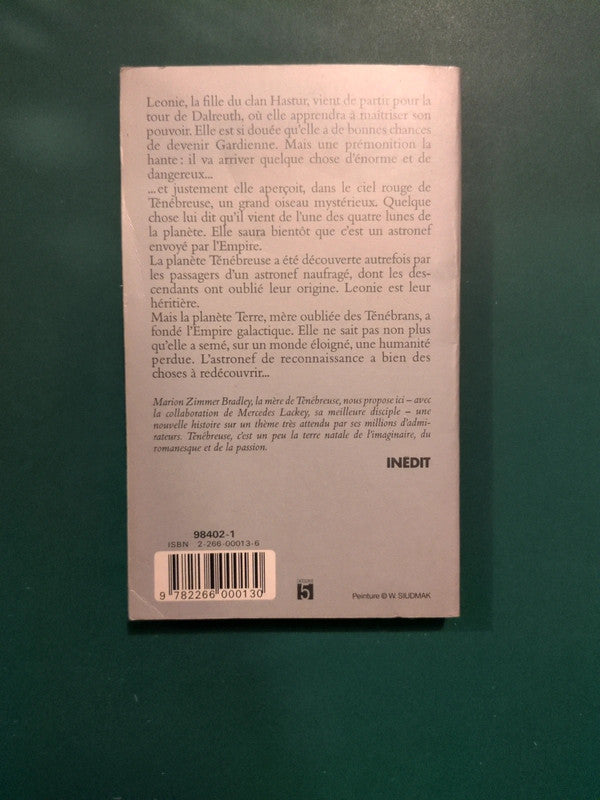 Leonie, la fille du clan Hastur, vient de partir pour la
tour de Dalreuth, où elle apprendra à maîtriser son
pouvoir. Elle est si douée qu'elle a de bonnes chances
de devenir Gardienne. Mais une prémonition la
hante : il va arriver quelque chose d'énorme et de
dangereux...
...et justement elle aperçoit, dans le ciel rouge de
Ténébreuse, un grand oiseau mystérieux. Quelque
chose lui dit qu'il vient de l'une des quatre lunes de
la planète. Elle saura bientôt que c'est un astronef
envoyé par l'Empire.
La planète Ténébreuse a été découverte autrefois par
les passagers d'un astronef naufragé, dont les des-
cendants ont oublié leur origine. Leonie est leur
héritière.
Mais la planète Terre, mère oubliée des Ténébrans, a
fondé l'Empire galactique. Elle ne sait pas non plus
qu'elle a semé, sur un monde éloigné, une humanité
perdue. L'astronef de reconnaissance a bien des
choses à redécouvrir...
Marion Zimmer Bradley, la mère de Ténébreuse, nous propose ici – avec
la collaboration de Mercedes Lackey, sa meilleure disciple – une
nouvelle histoire sur un thème très attendu par ses millions d'admi-
rateurs. Ténébreuse, c'est un peu la terre natale de l'imaginaire, du
romanesque et de la passion.
INÉDIT
98402-1
ISBN 2-266-00013-6
9 782266 000130
5
Peinture © W. SIUDMAK